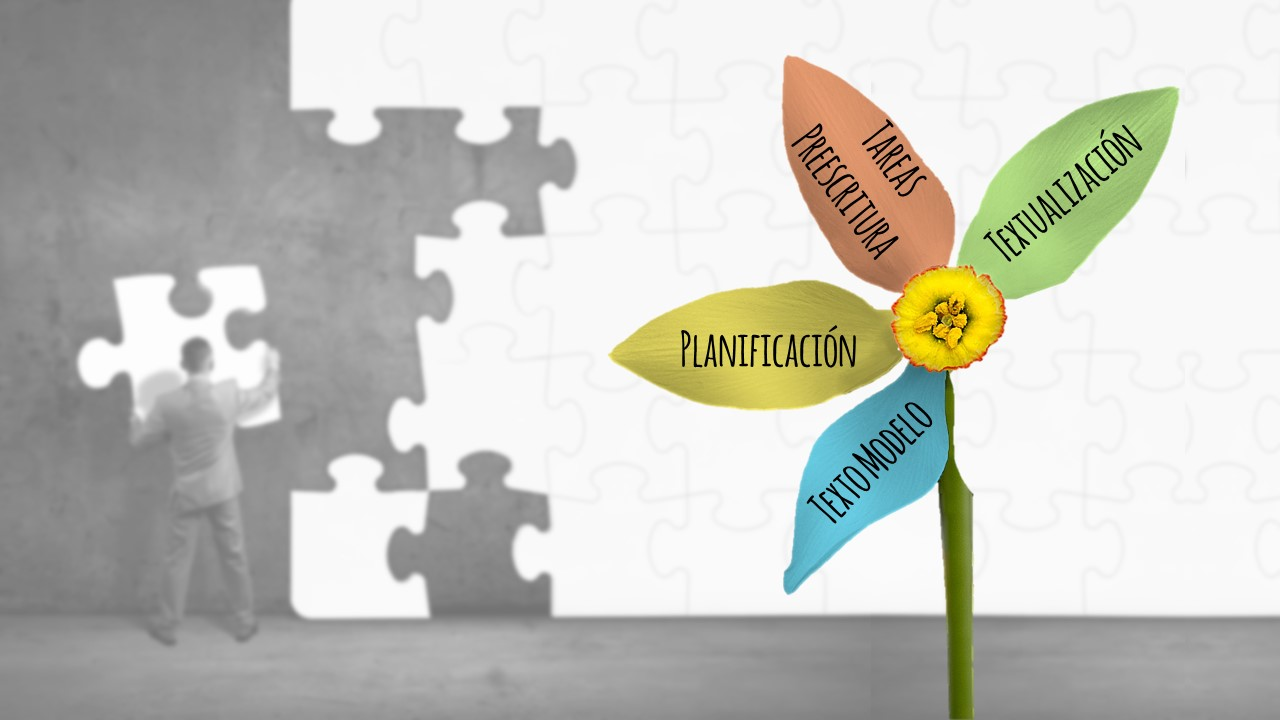 Tareas
Preescritura
Textualización
Planificación
Texto Modelo